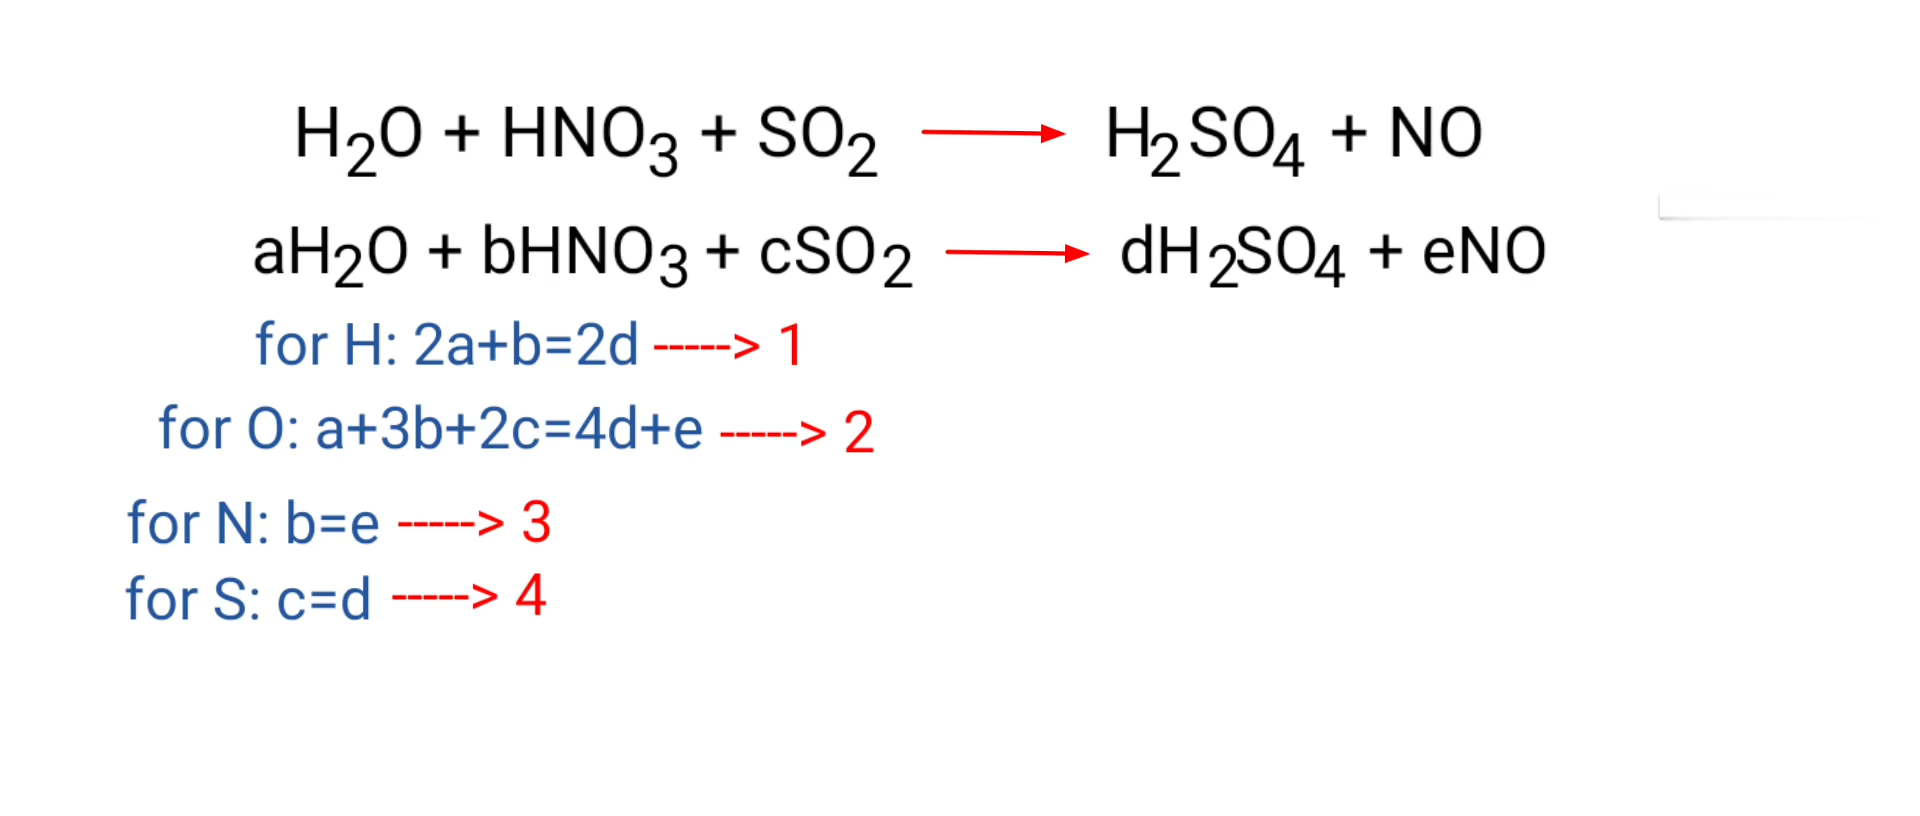 H₂O + HNO₃ + SO₂ ⟶ H₂SO₄ + NO
aH₂O + bHNO₃ + cSO₂ ⟶ dH₂SO₄ + eNO
for H: 2a+b=2d -----> 1
for O: a+3b+2c=4d+e -----> 2
for N: b=e -----> 3
for S: c=d -----> 4